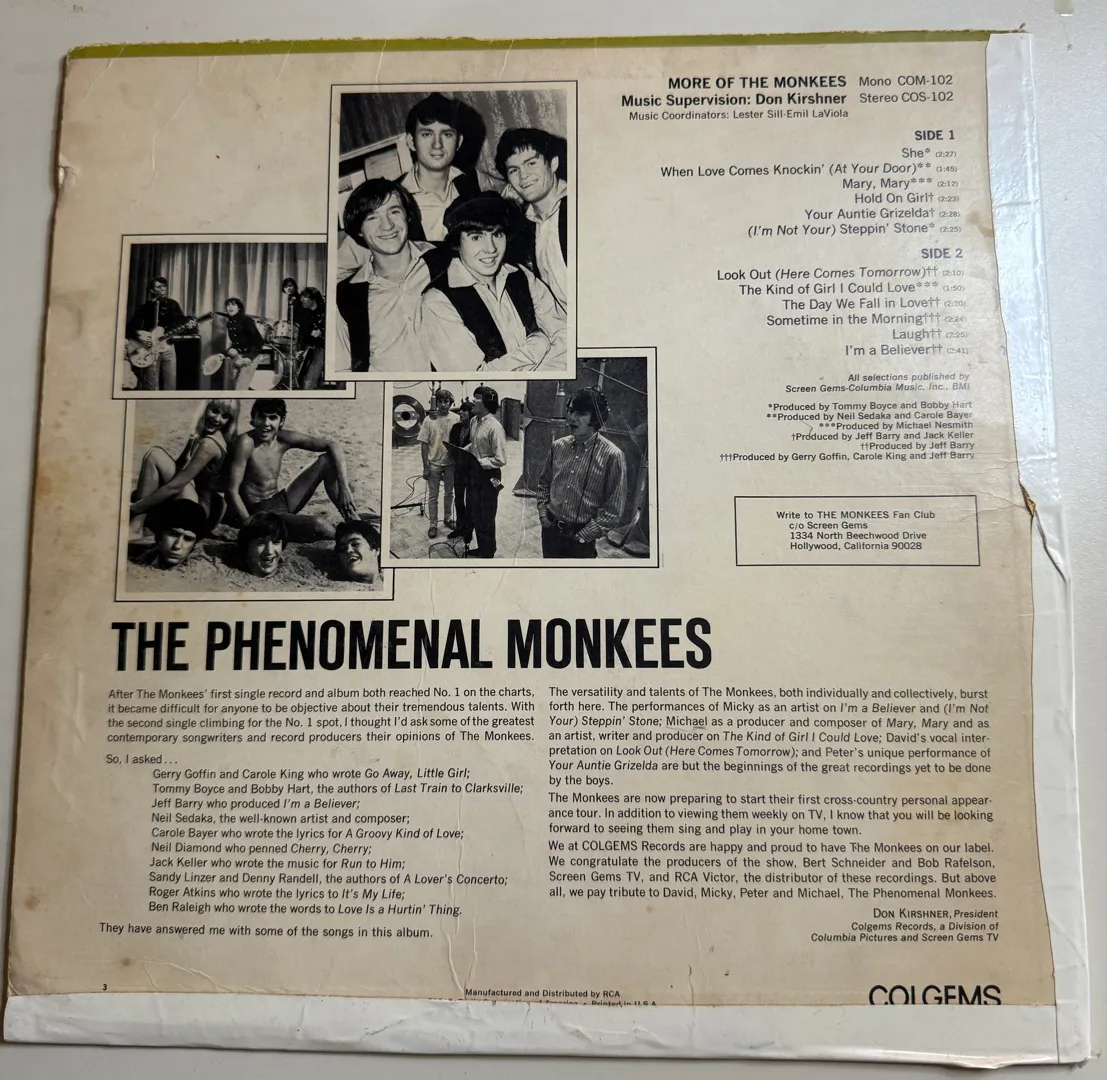 MORE OF THE MONKEES Mono COM-102
Music Supervision: Don Kirshner Stereo COS-102
Music Coordinators: Lester Sill-Emil LaViola
SIDE 1
She* (2:27)
When Love Comes Knockin' (At Your Door)** (1:45)
Mary, Mary*** (2:12)
Hold On Girl† (2:23)
Your Auntie Grizelda† (2:28)
(I'm Not Your) Steppin' Stone* (2:25)
SIDE 2
Look Out (Here Comes Tomorrow)†† (2:10)
The Kind of Girl I Could Love*** (1:50)
The Day We Fall in Love†† (2:20)
Sometime in the Morning††† (2:24)
Laugh†† (2:25)
I'm a Believer†† (2:41)
All selections published by
Screen Gems-Columbia Music, Inc., BMI
*Produced by Tommy Boyce and Bobby Hart
**Produced by Neil Sedaka and Carole Bayer
***Produced by Michael Nesmith
†Produced by Jeff Barry and Jack Keller
††Produced by Jeff Barry
†††Produced by Gerry Goffin, Carole King and Jeff Barry
Write to THE MONKEES Fan Club
c/o Screen Gems
1334 North Beechwood Drive
Hollywood, California 90028
THE PHENOMENAL MONKEES
After The Monkees' first single record and album both reached No. 1 on the charts,
it became difficult for anyone to be objective about their tremendous talents. With
the second single climbing for the No. 1 spot, I thought I'd ask some of the greatest
contemporary songwriters and record producers their opinions of The Monkees.
So, I asked...
Gerry Goffin and Carole King who wrote Go Away, Little Girl;
Tommy Boyce and Bobby Hart, the authors of Last Train to Clarksville;
Jeff Barry who produced I'm a Believer;
Neil Sedaka, the well-known artist and composer;
Carole Bayer who wrote the lyrics for A Groovy Kind of Love;
Neil Diamond who penned Cherry, Cherry;
Jack Keller who wrote the music for Run to Him;
Sandy Linzer and Denny Randell, the authors of A Lover's Concerto;
Roger Atkins who wrote the lyrics to It's My Life;
Ben Raleigh who wrote the words to Love Is a Hurtin' Thing.
They have answered me with some of the songs in this album.
The versatility and talents of The Monkees, both individually and collectively, burst
forth here. The performances of Micky as an artist on I'm a Believer and (I'm Not
Your) Steppin' Stone; Michael as a producer and composer of Mary, Mary and as
an artist, writer and producer on The Kind of Girl I Could Love; David's vocal inter-
pretation on Look Out (Here Comes Tomorrow); and Peter's unique performance of
Your Auntie Grizelda are but the beginnings of the great recordings yet to be done
by the boys.
The Monkees are now preparing to start their first cross-country personal appear-
ance tour. In addition to viewing them weekly on TV, I know that you will be looking
forward to seeing them sing and play in your home town.
We at COLGEMS Records are happy and proud to have The Monkees on our label.
We congratulate the producers of the show, Bert Schneider and Bob Rafelson,
Screen Gems TV, and RCA Victor, the distributor of these recordings. But above
all, we pay tribute to David, Micky, Peter and Michael, The Phenomenal Monkees.
DON KIRSHNER, President
Colgems Records, a Division of
Columbia Pictures and Screen Gems TV
3
Manufactured and Distributed by RCA
Printed in U.S.A.
COLGEMS